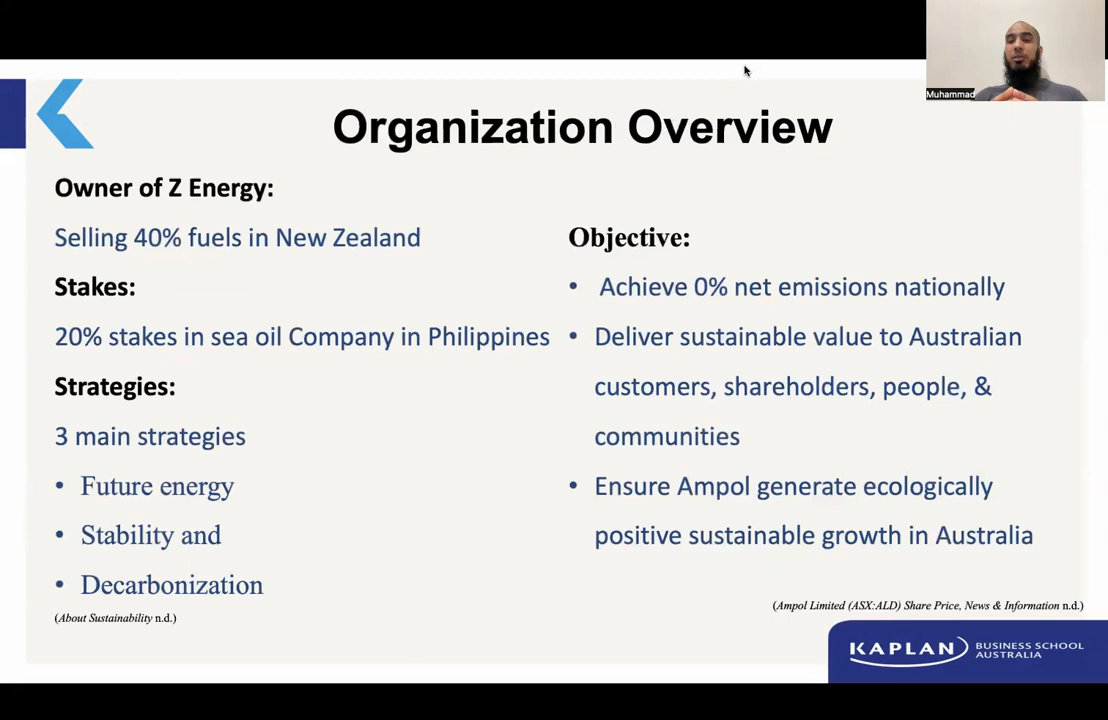 Muhammad
Organization Overview
Owner of Z Energy:
Selling 40% fuels in New Zealand
Stakes:
20% stakes in sea oil Company in Philippines
Strategies:
3 main strategies
• Future energy
• Stability and
• Decarbonization
(About Sustainability n.d.)
Objective:
• Achieve 0% net emissions nationally
• Deliver sustainable value to Australian
customers, shareholders, people, &
communities
• Ensure Ampol generate ecologically
positive sustainable growth in Australia
(Ampol Limited (ASX:ALD) Share Price, News & Information n.d.)
KAPLAN BUSINESS SCHOOL
AUSTRALIA